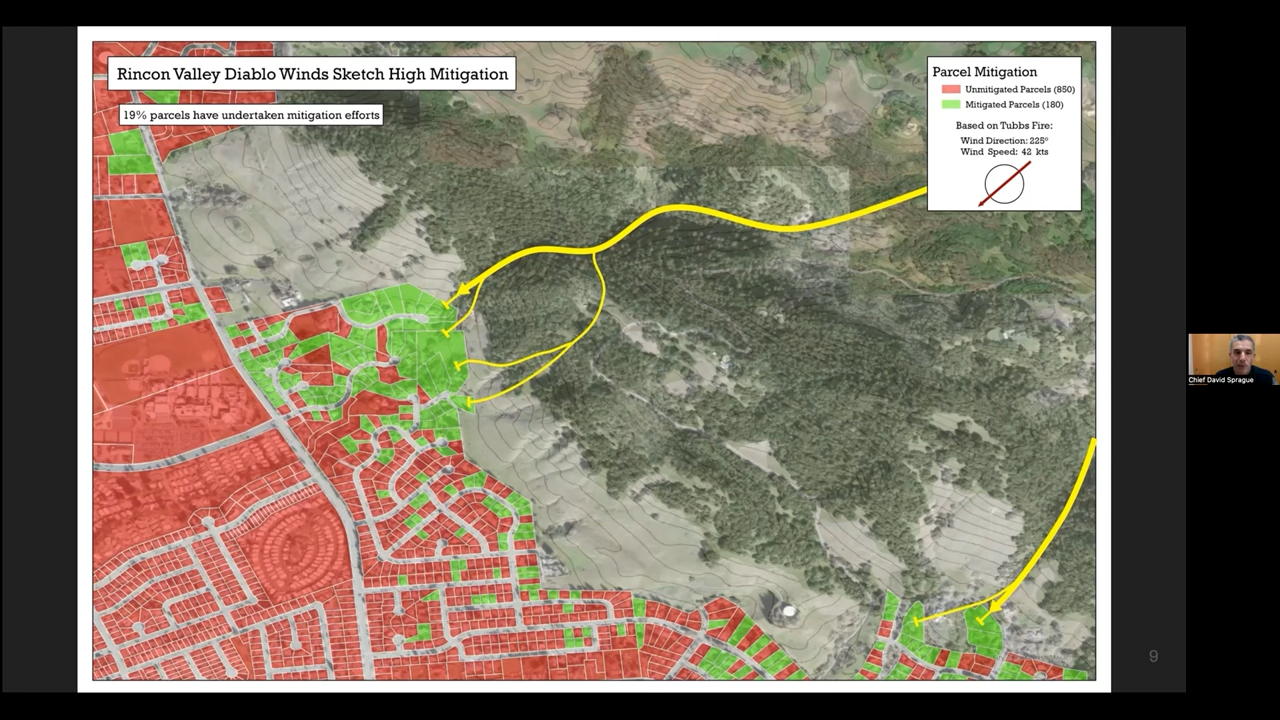 Rincon Valley Diablo Winds Sketch High Mitigation
19% parcels have undertaken mitigation efforts
Parcel Mitigation
Unmitigated Parcels (850)
Mitigated Parcels (180)
Based on Tubbs Fire:
Wind Direction: 225°
Wind Speed: 42 kts
Chief David Sprague
9